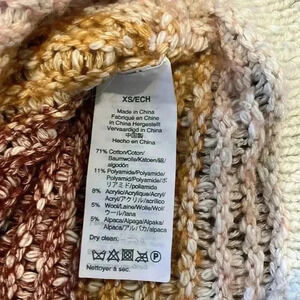 XS/ECH
Made in China
Fabriqué en Chine
In China Hergestellt
Vervaardigd in China
中国製
Hecho en China
71% Cotton/Coton/
Baumwolle/Katoen/綿/
algodón
11% Polyamide/Polyamide/
Polyamid/Polyamide/ポ
リアミド/poliamida
8% Acrylic/Acrylique/Acryl/
Acryl/アクリル/acrílico
5% Wool/Laine/Wolle/Wol/
ウール/lana
5% Alpaca/Alpaga/Alpaka/
Alpaca/アルパカ/alpaca
Dry clean.
P
Nettoyer à sec.